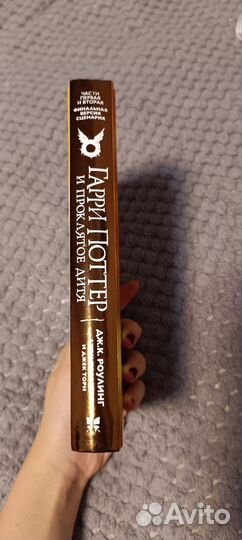 ЧАСТИ
ПЕРВАЯ
И ВТОРАЯ
ФИНАЛЬНАЯ
ВЕРСИЯ
СЦЕНАРИЯ
ГАРРИ ПОТТЕР
И ПРОКЛЯТОЕ ДИТЯ
ДЖ.К. РОУЛИНГ
И ДЖЕК ТОРН
Avito